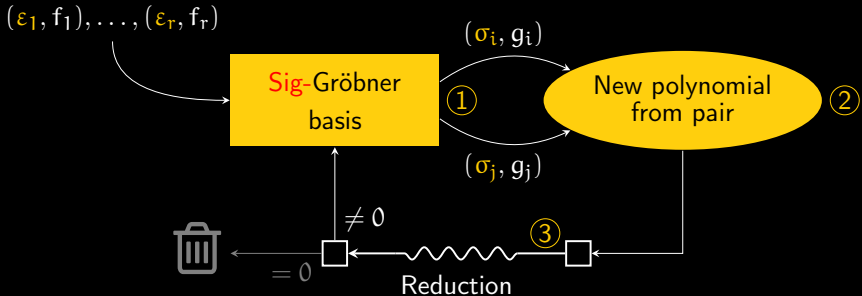 (ε₁, f₁), …, (εᵣ, fᵣ)
Sig-Gröbner
basis
①
(σᵢ, gᵢ)
(σⱼ, gⱼ)
New polynomial
from pair
②
③
≠ 0
= 0
Reduction